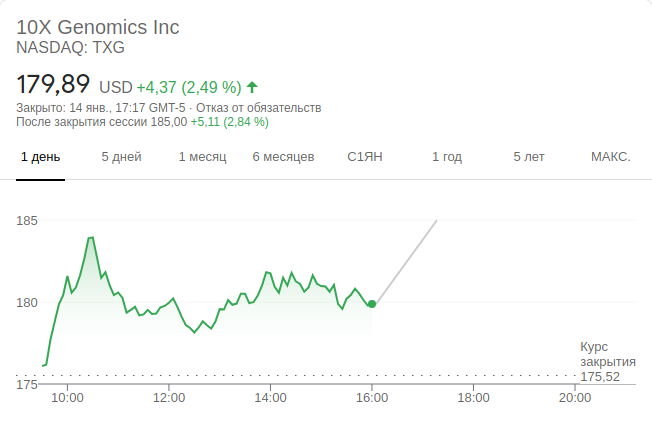 10X Genomics Inc
NASDAQ: TXG
179,89 USD +4,37 (2,49 %)
Закрыто: 14 янв., 17:17 GMT-5 · Отказ от обязательств
После закрытия сессии 185,00 +5,11 (2,84 %)
1 день 5 дней 1 месяц 6 месяцев С1ЯН 1 год 5 лет МАКС.
185
180
175
Курс
закрытия
175,52
10:00 12:00 14:00 16:00 18:00 20:00